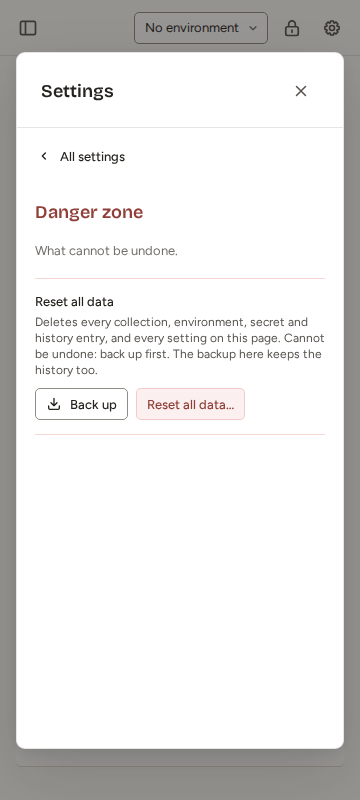 No environment
Settings
All settings
Danger zone
What cannot be undone.
Reset all data
Deletes every collection, environment, secret and
history entry, and every setting on this page. Cannot
be undone: back up first. The backup here keeps the
history too.
Back up
Reset all data...